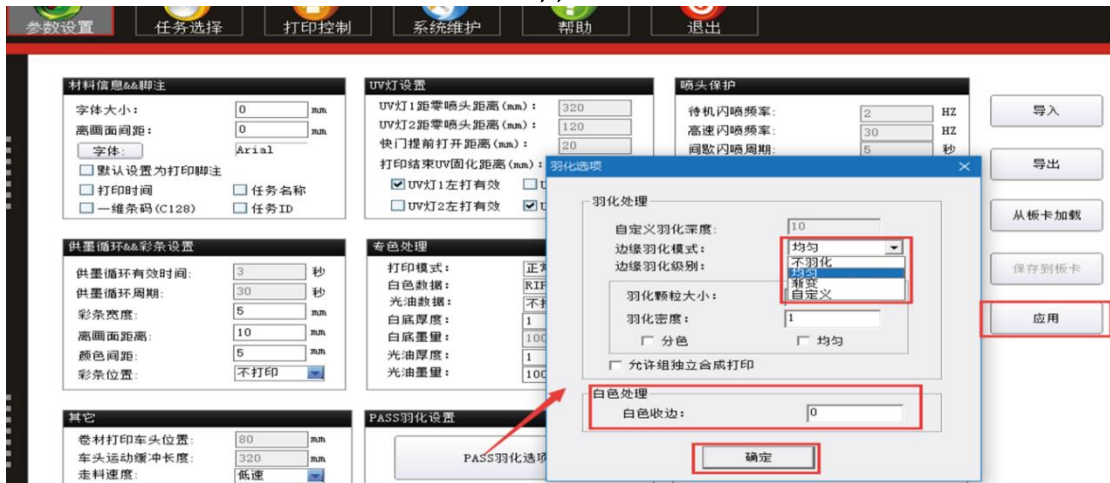 参数设置 任务选择 打印控制 系统维护 帮助 退出
材料信息&&脚注
字体大小: 0 mm
离画面间距: 0 mm
字体: Arial
默认设置为打印脚注
打印时间 任务名称
一维条码(C128) 任务ID
UV灯设置
UV灯1距零喷头距离(mm): 320
UV灯2距零喷头距离(mm): 120
快门提前打开距离(mm): 20
打印结束UV固化距离(mm):
UV灯1左打有效
UV灯2左打有效
喷头保护
待机闪喷频率: 2 HZ
高速闪喷频率: 30 HZ
间歇闪喷周期: 5 秒
导入
导出
从板卡加载
保存到板卡
应用
供墨循环&&彩条设置
供墨循环有效时间: 3 秒
供墨循环周期: 30 秒
彩条宽度: 5 mm
离画面距离: 10 mm
颜色间距: 5 mm
彩条位置: 不打印
专色处理
打印模式: 正常
白色数据: RIP
光油数据: 不打
白底厚度: 1
白底墨量: 100
光油厚度: 1
光油墨量: 100
其它
卷材打印车头位置: 80 mm
车头运动缓冲长度: 320 mm
走料速度: 低速
PASS羽化设置
PASS羽化选项
羽化选项
羽化处理
自定义羽化深度: 10
边缘羽化模式: 均匀
边缘羽化级别:
不羽化
均匀
渐变
自定义
羽化颗粒大小:
羽化密度: 1
分色 均匀
允许组独立合成打印
白色处理
白色收边: 0
确定